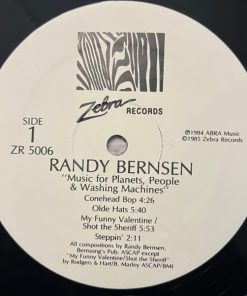 Zebra
RECORDS
SIDE
1
ZR 5006
℗1984 ABRA Music
©1985 Zebra Records
RANDY BERNSEN
"Music for Planets, People
& Washing Machines"
Conehead Bop 4:26
Olde Hats 5:40
My Funny Valentine /
Shot the Sheriff 5:53
Steppin' 2:11
All compositions by Randy Bernsen,
Bernsong's Pub. ASCAP except
"My Funny Valentine/Shot the Sheriff"
by Rodgers & Hart/B. Marley ASCAP/BMI